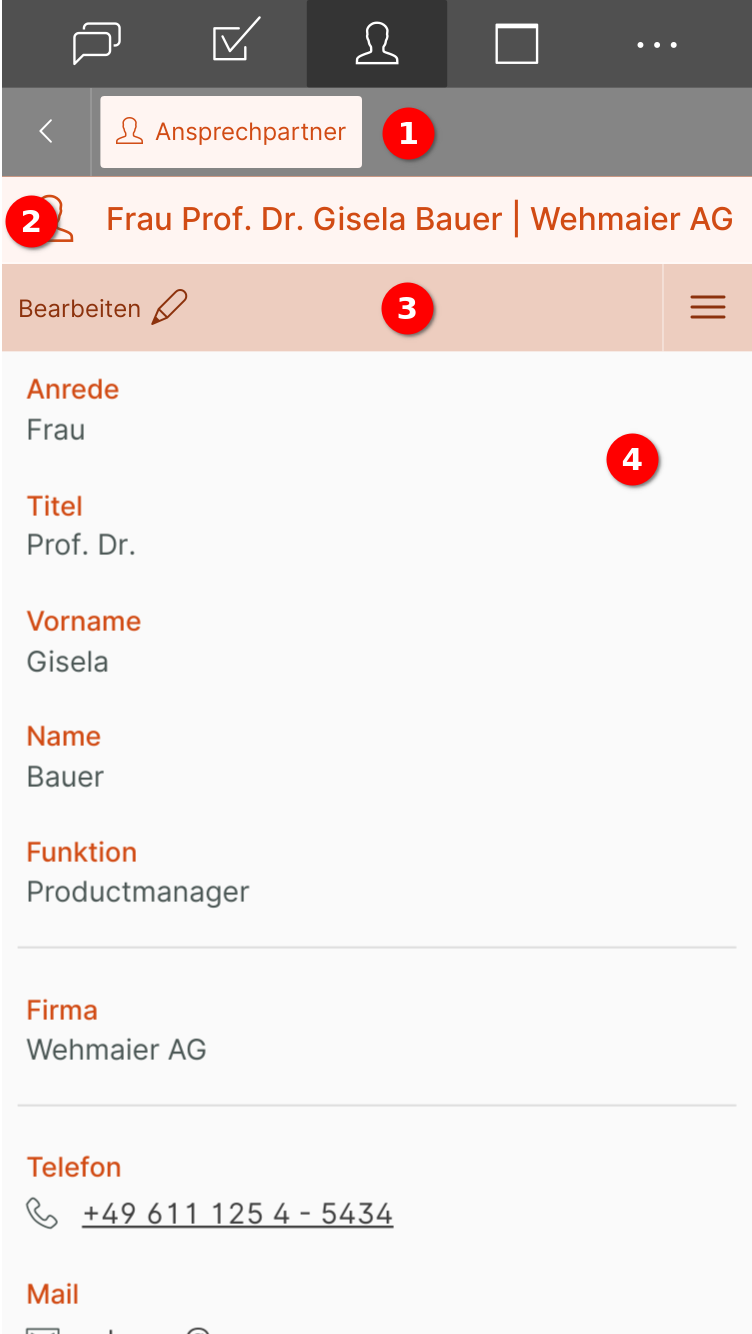 Ansprechpartner
1
2
Frau Prof. Dr. Gisela Bauer | Wehmaier AG
Bearbeiten
3
Anrede
Frau
4
Titel
Prof. Dr.
Vorname
Gisela
Name
Bauer
Funktion
Productmanager
Firma
Wehmaier AG
Telefon
+49 611 125 4 - 5434
Mail